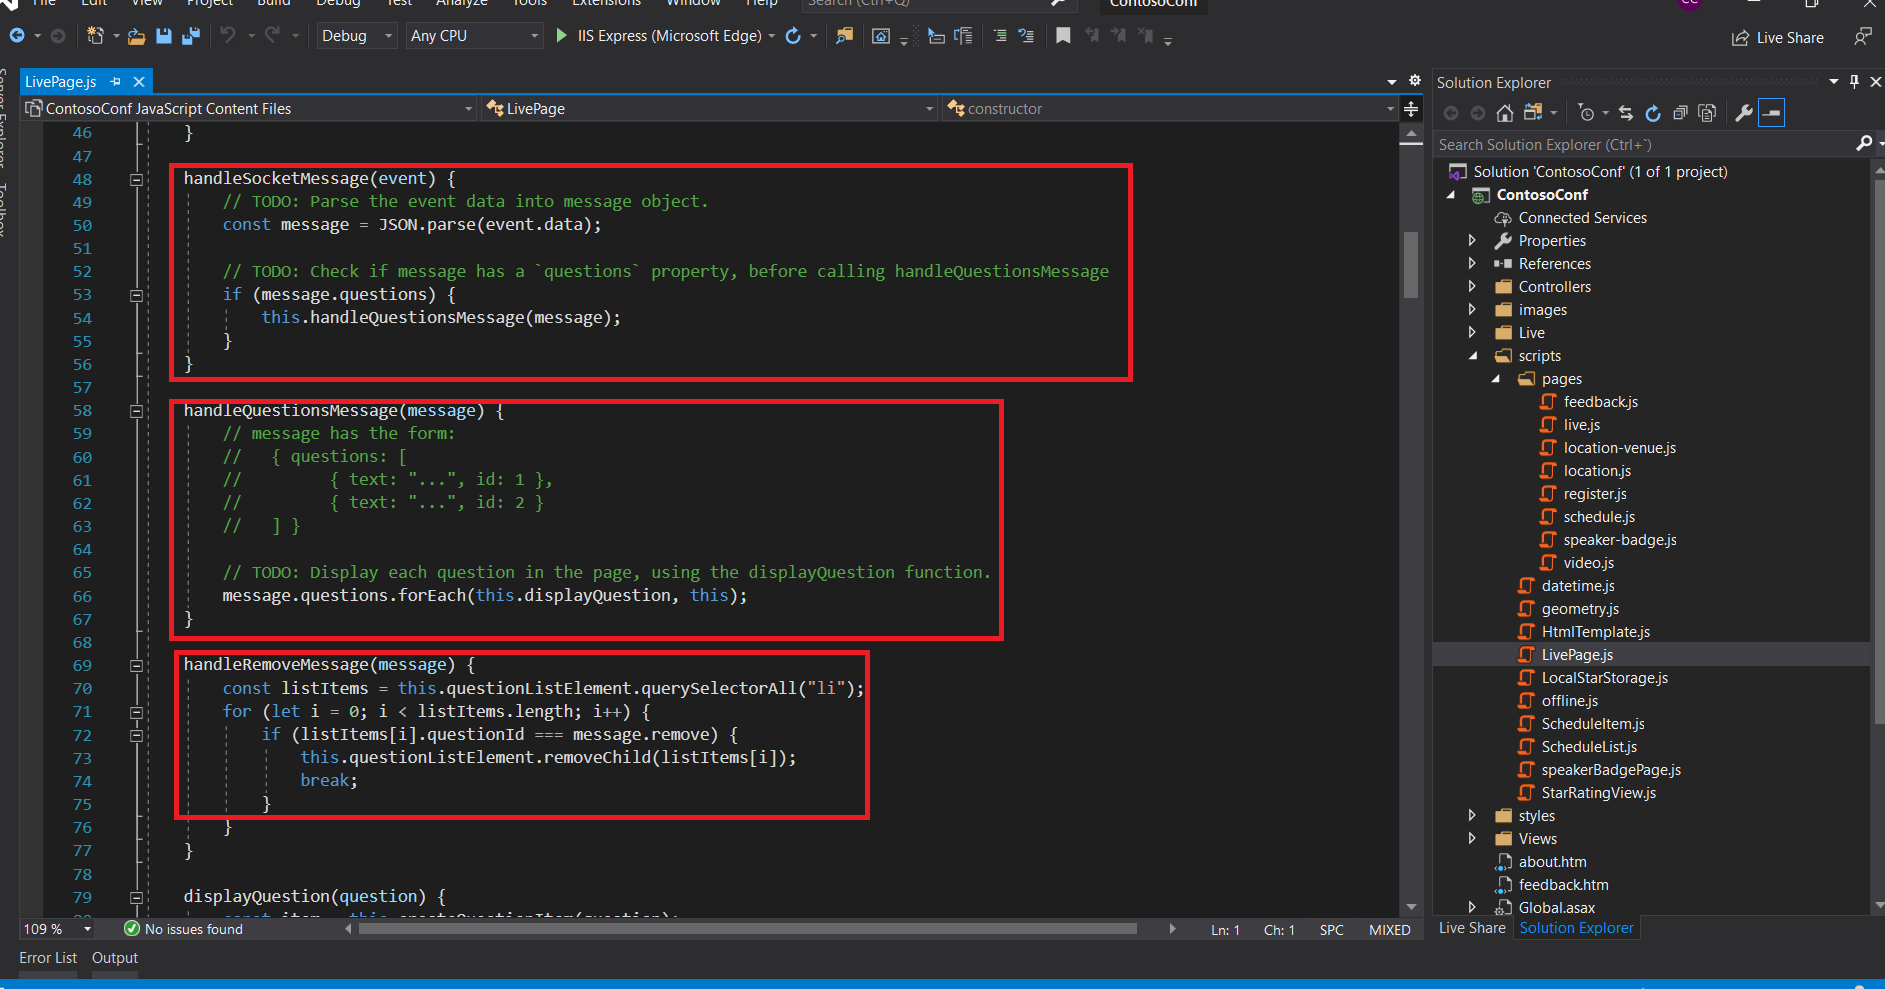 File Edit View Project Build Debug Test Analyze Tools Extensions Window Help Search (Ctrl+Q) ContosoConf CC
Debug Any CPU IIS Express (Microsoft Edge) Live Share
Server Explorer Toolbox
LivePage.js
ContosoConf JavaScript Content Files LivePage constructor
46 }
47
48 handleSocketMessage(event) {
49 // TODO: Parse the event data into message object.
50 const message = JSON.parse(event.data);
51
52 // TODO: Check if message has a `questions` property, before calling handleQuestionsMessage
53 if (message.questions) {
54 this.handleQuestionsMessage(message);
55 }
56 }
57
58 handleQuestionsMessage(message) {
59 // message has the form:
60 // { questions: [
61 // { text: "...", id: 1 },
62 // { text: "...", id: 2 }
63 // ] }
64
65 // TODO: Display each question in the page, using the displayQuestion function.
66 message.questions.forEach(this.displayQuestion, this);
67 }
68
69 handleRemoveMessage(message) {
70 const listItems = this.questionListElement.querySelectorAll("li");
71 for (let i = 0; i < listItems.length; i++) {
72 if (listItems[i].questionId === message.remove) {
73 this.questionListElement.removeChild(listItems[i]);
74 break;
75 }
76 }
77 }
78
79 displayQuestion(question) {
80 const item = this.createQuestionItem(question);
109 % No issues found Ln: 1 Ch: 1 SPC MIXED
Error List Output
Solution Explorer
Search Solution Explorer (Ctrl+`)
Solution 'ContosoConf' (1 of 1 project)
ContosoConf
Connected Services
Properties
References
Controllers
images
Live
scripts
pages
feedback.js
live.js
location-venue.js
location.js
register.js
schedule.js
speaker-badge.js
video.js
datetime.js
geometry.js
HtmlTemplate.js
LivePage.js
LocalStarStorage.js
offline.js
ScheduleItem.js
ScheduleList.js
speakerBadgePage.js
StarRatingView.js
styles
Views
about.htm
feedback.htm
Global.asax
Live Share Solution Explorer